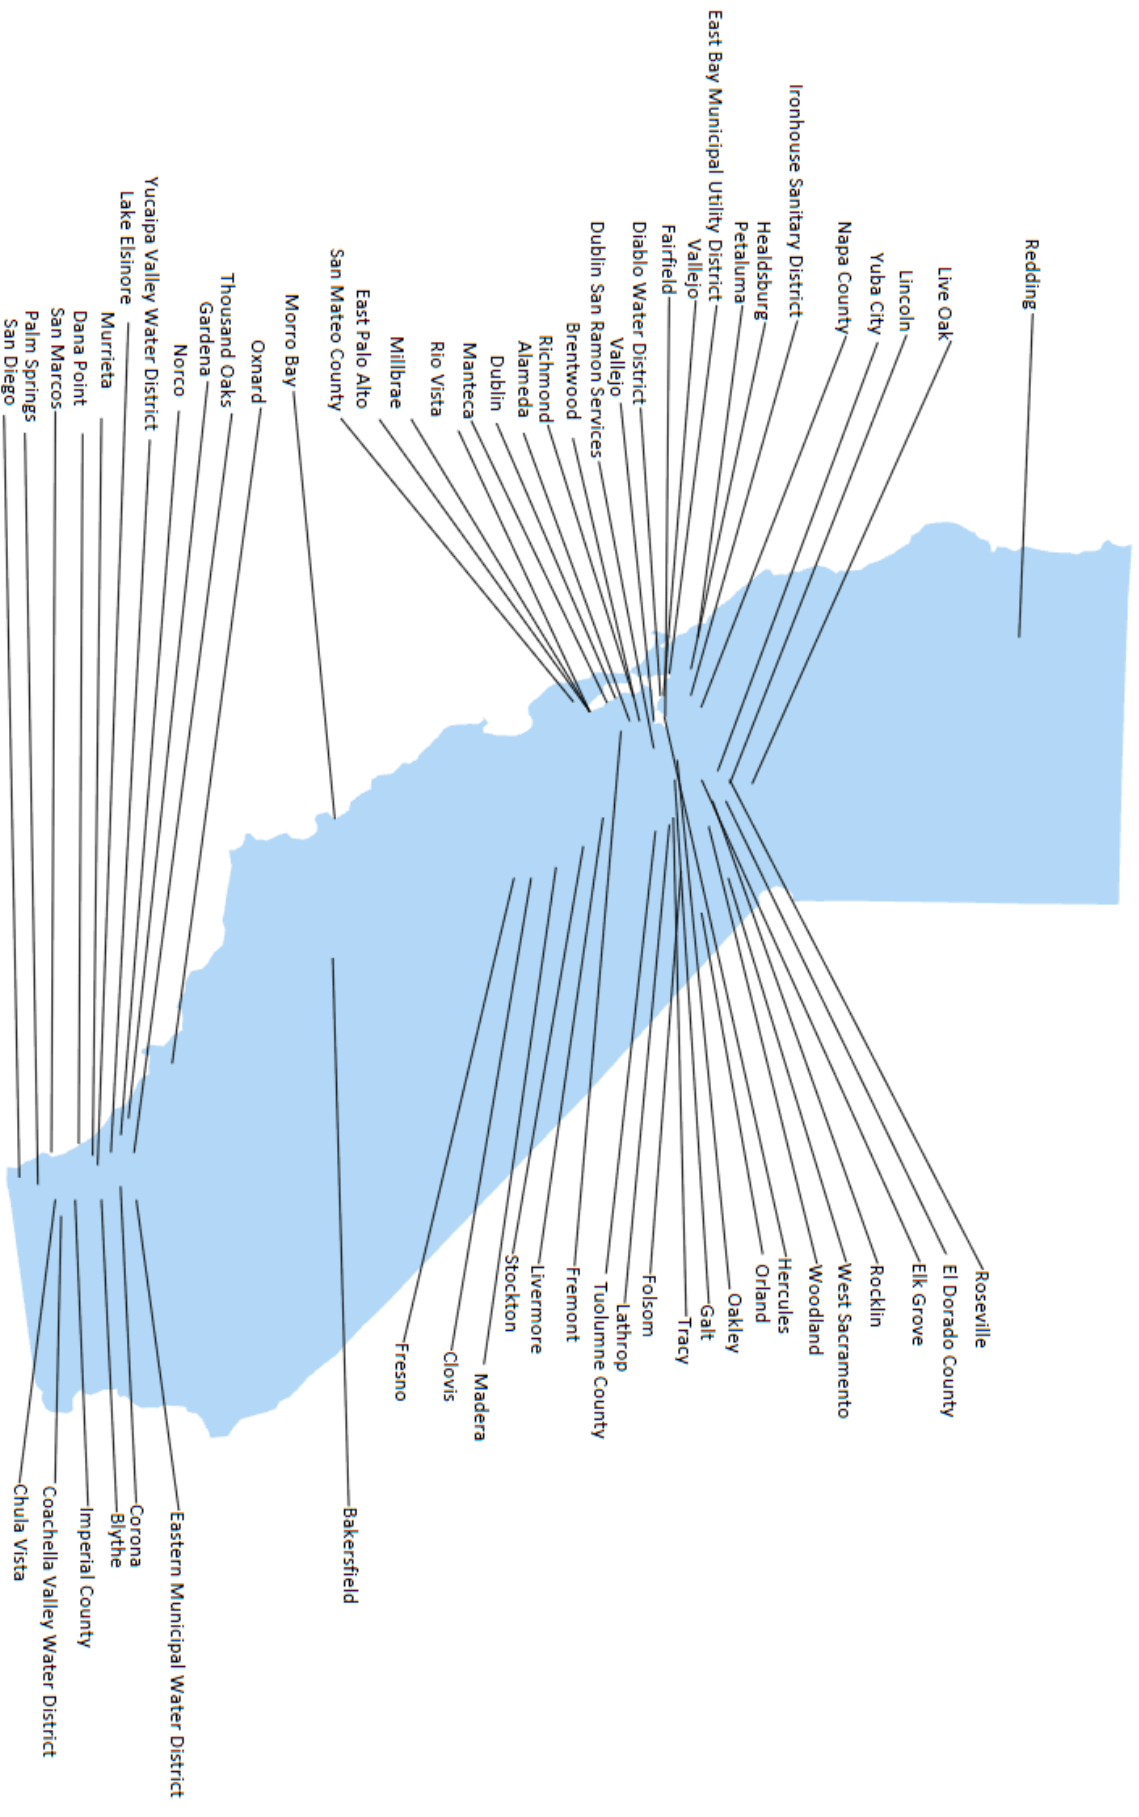 Redding
Live Oak
Lincoln
Yuba City
Napa County
Ironhouse Sanitary District
Healdsburg
Petaluma
East Bay Municipal Utility District
Vallejo
Fairfield
Diablo Water District
Vallejo
Dublin San Ramon Services
Brentwood
Richmond
Alameda
Dublin
Manteca
Rio Vista
Millbrae
East Palo Alto
San Mateo County
Morro Bay
Oxnard
Thousand Oaks
Gardena
Norco
Yucaipa Valley Water District
Lake Elsinore
Murrieta
Dana Point
San Marcos
Palm Springs
San Diego
Roseville
El Dorado County
Elk Grove
Rocklin
West Sacramento
Woodland
Hercules
Orland
Oakley
Galt
Tracy
Folsom
Lathrop
Tuolumne County
Fremont
Livermore
Stockton
Madera
Clovis
Fresno
Bakersfield
Eastern Municipal Water District
Corona
Blythe
Imperial County
Coachella Valley Water District
Chula Vista